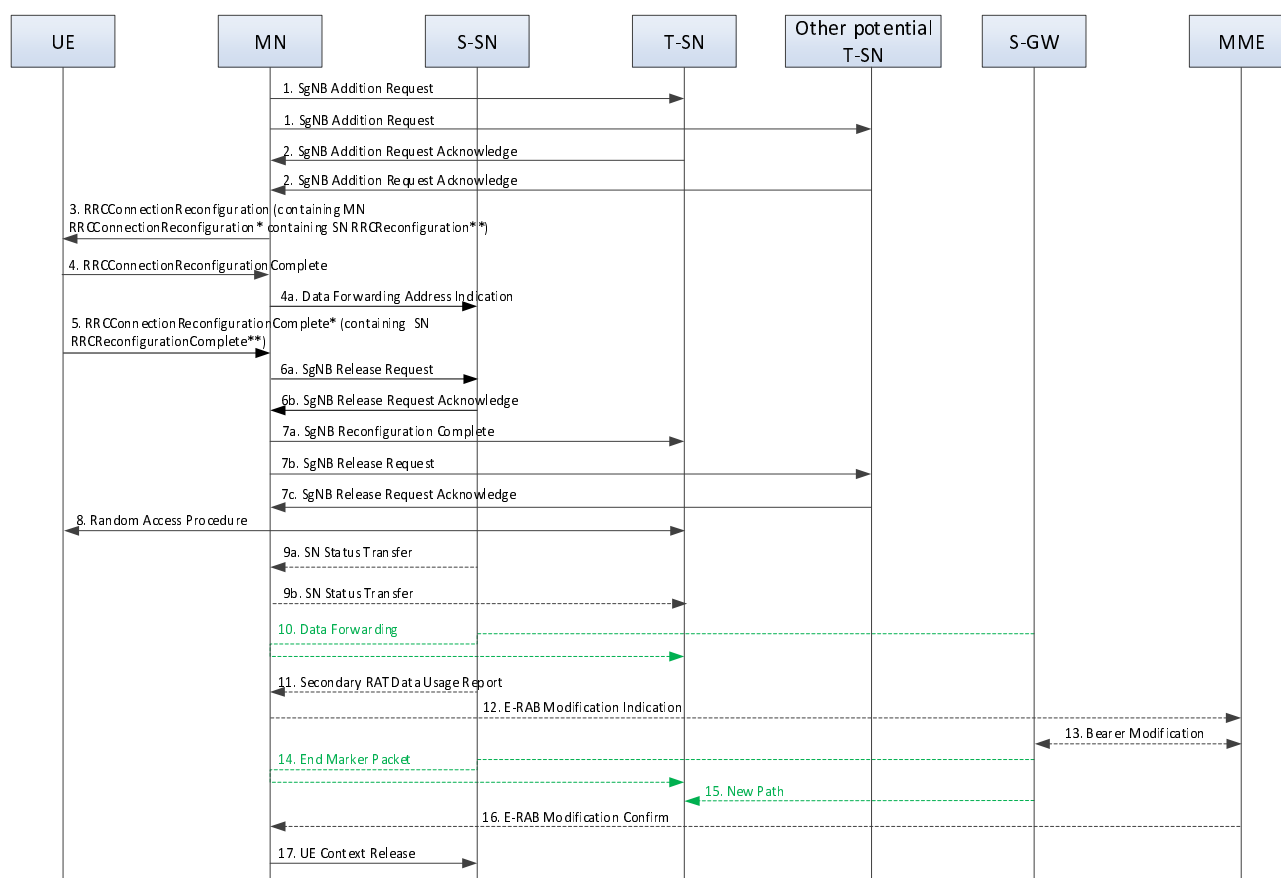 UE
MN
S-SN
T-SN
Other potential
T-SN
S-GW
MME
1. SgNB Addition Request
1. SgNB Addition Request
2. SgNB Addition Request Acknowledge
2. SgNB Addition Request Acknowledge
3. RRCConnectionReconfiguration (containing MN
RRCConnectionReconfiguration* containing SN RRCReconfiguration**)
4. RRCConnectionReconfigurationComplete
4a. Data Forwarding Address Indication
5. RRCConnectionReconfigurationComplete* (containing SN
RRCReconfigurationComplete**)
6a. SgNB Release Request
6b. SgNB Release Request Acknowledge
7a. SgNB Reconfiguration Complete
7b. SgNB Release Request
7c. SgNB Release Request Acknowledge
8. Random Access Procedure
9a. SN Status Transfer
9b. SN Status Transfer
10. Data Forwarding
11. Secondary RAT Data Usage Report
12. E-RAB Modification Indication
13. Bearer Modification
14. End Marker Packet
15. New Path
16. E-RAB Modification Confirm
17. UE Context Release